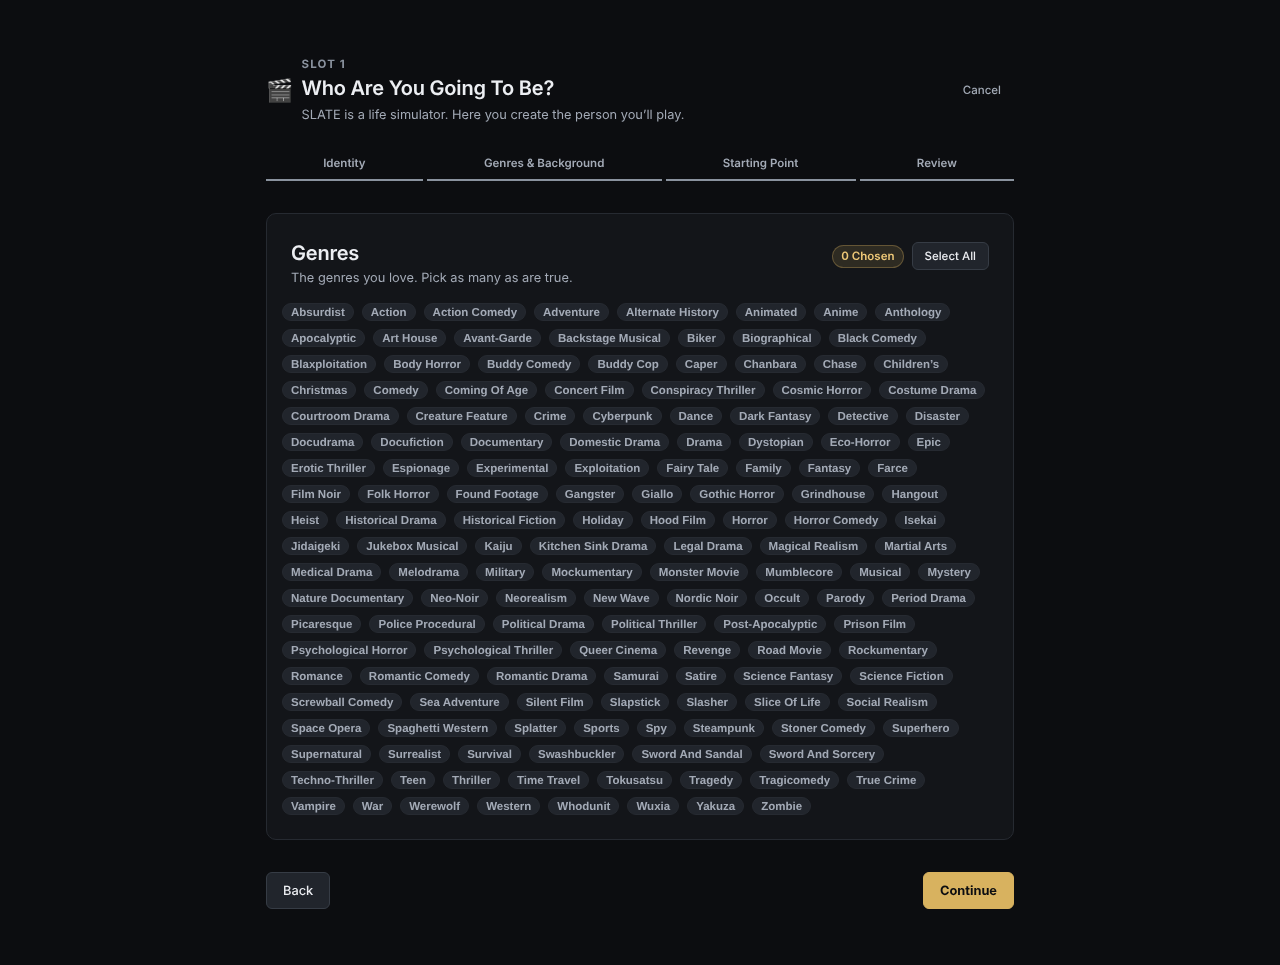 SLOT 1
Who Are You Going To Be?
SLATE is a life simulator. Here you create the person you’ll play.
Cancel
Identity Genres & Background Starting Point Review
Genres
0 Chosen Select All
The genres you love. Pick as many as are true.
Absurdist Action Action Comedy Adventure Alternate History Animated Anime Anthology
Apocalyptic Art House Avant-Garde Backstage Musical Biker Biographical Black Comedy
Blaxploitation Body Horror Buddy Comedy Buddy Cop Caper Chanbara Chase Children’s
Christmas Comedy Coming Of Age Concert Film Conspiracy Thriller Cosmic Horror Costume Drama
Courtroom Drama Creature Feature Crime Cyberpunk Dance Dark Fantasy Detective Disaster
Docudrama Docufiction Documentary Domestic Drama Drama Dystopian Eco-Horror Epic
Erotic Thriller Espionage Experimental Exploitation Fairy Tale Family Fantasy Farce
Film Noir Folk Horror Found Footage Gangster Giallo Gothic Horror Grindhouse Hangout
Heist Historical Drama Historical Fiction Holiday Hood Film Horror Horror Comedy Isekai
Jidaigeki Jukebox Musical Kaiju Kitchen Sink Drama Legal Drama Magical Realism Martial Arts
Medical Drama Melodrama Military Mockumentary Monster Movie Mumblecore Musical Mystery
Nature Documentary Neo-Noir Neorealism New Wave Nordic Noir Occult Parody Period Drama
Picaresque Police Procedural Political Drama Political Thriller Post-Apocalyptic Prison Film
Psychological Horror Psychological Thriller Queer Cinema Revenge Road Movie Rockumentary
Romance Romantic Comedy Romantic Drama Samurai Satire Science Fantasy Science Fiction
Screwball Comedy Sea Adventure Silent Film Slapstick Slasher Slice Of Life Social Realism
Space Opera Spaghetti Western Splatter Sports Spy Steampunk Stoner Comedy Superhero
Supernatural Surrealist Survival Swashbuckler Sword And Sandal Sword And Sorcery
Techno-Thriller Teen Thriller Time Travel Tokusatsu Tragedy Tragicomedy True Crime
Vampire War Werewolf Western Whodunit Wuxia Yakuza Zombie
Back Continue